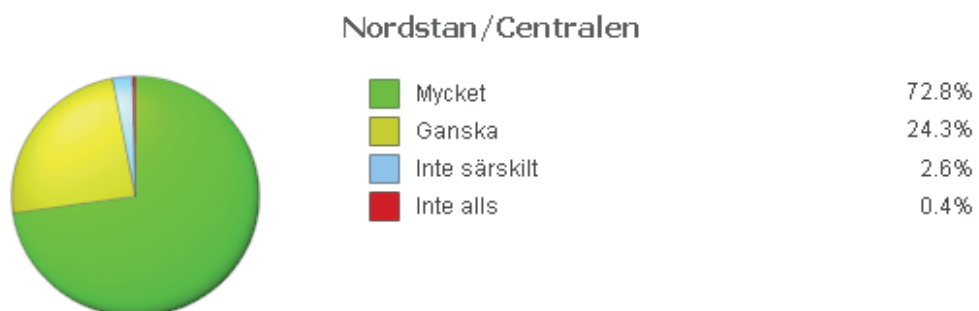 Nordstan/Centralen
Mycket 72.8%
Ganska 24.3%
Inte särskilt 2.6%
Inte alls 0.4%